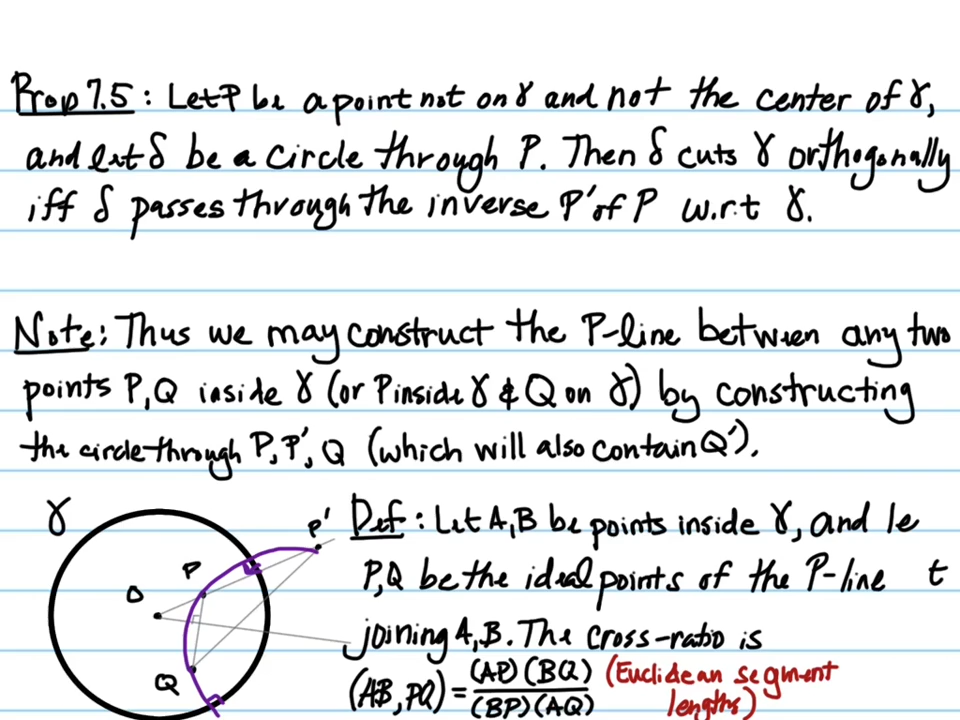 Prop 7.5: Let P be a point not on γ and not the center of γ,
and let δ be a circle through P. Then δ cuts γ orthogonally
iff δ passes through the inverse P' of P w.r.t γ.
Note: Thus we may construct the P-line between any two
points P,Q inside γ (or P inside γ & Q on γ) by constructing
the circle through P, P', Q (which will also contain Q').
γ
P'
P
O
Q
Def: Let A,B be points inside γ, and le
P,Q be the ideal points of the P-line t
joining A,B. The cross-ratio is
(AB,PQ) = (AP)(BQ) / (BP)(AQ) (Euclidean segment
lengths)